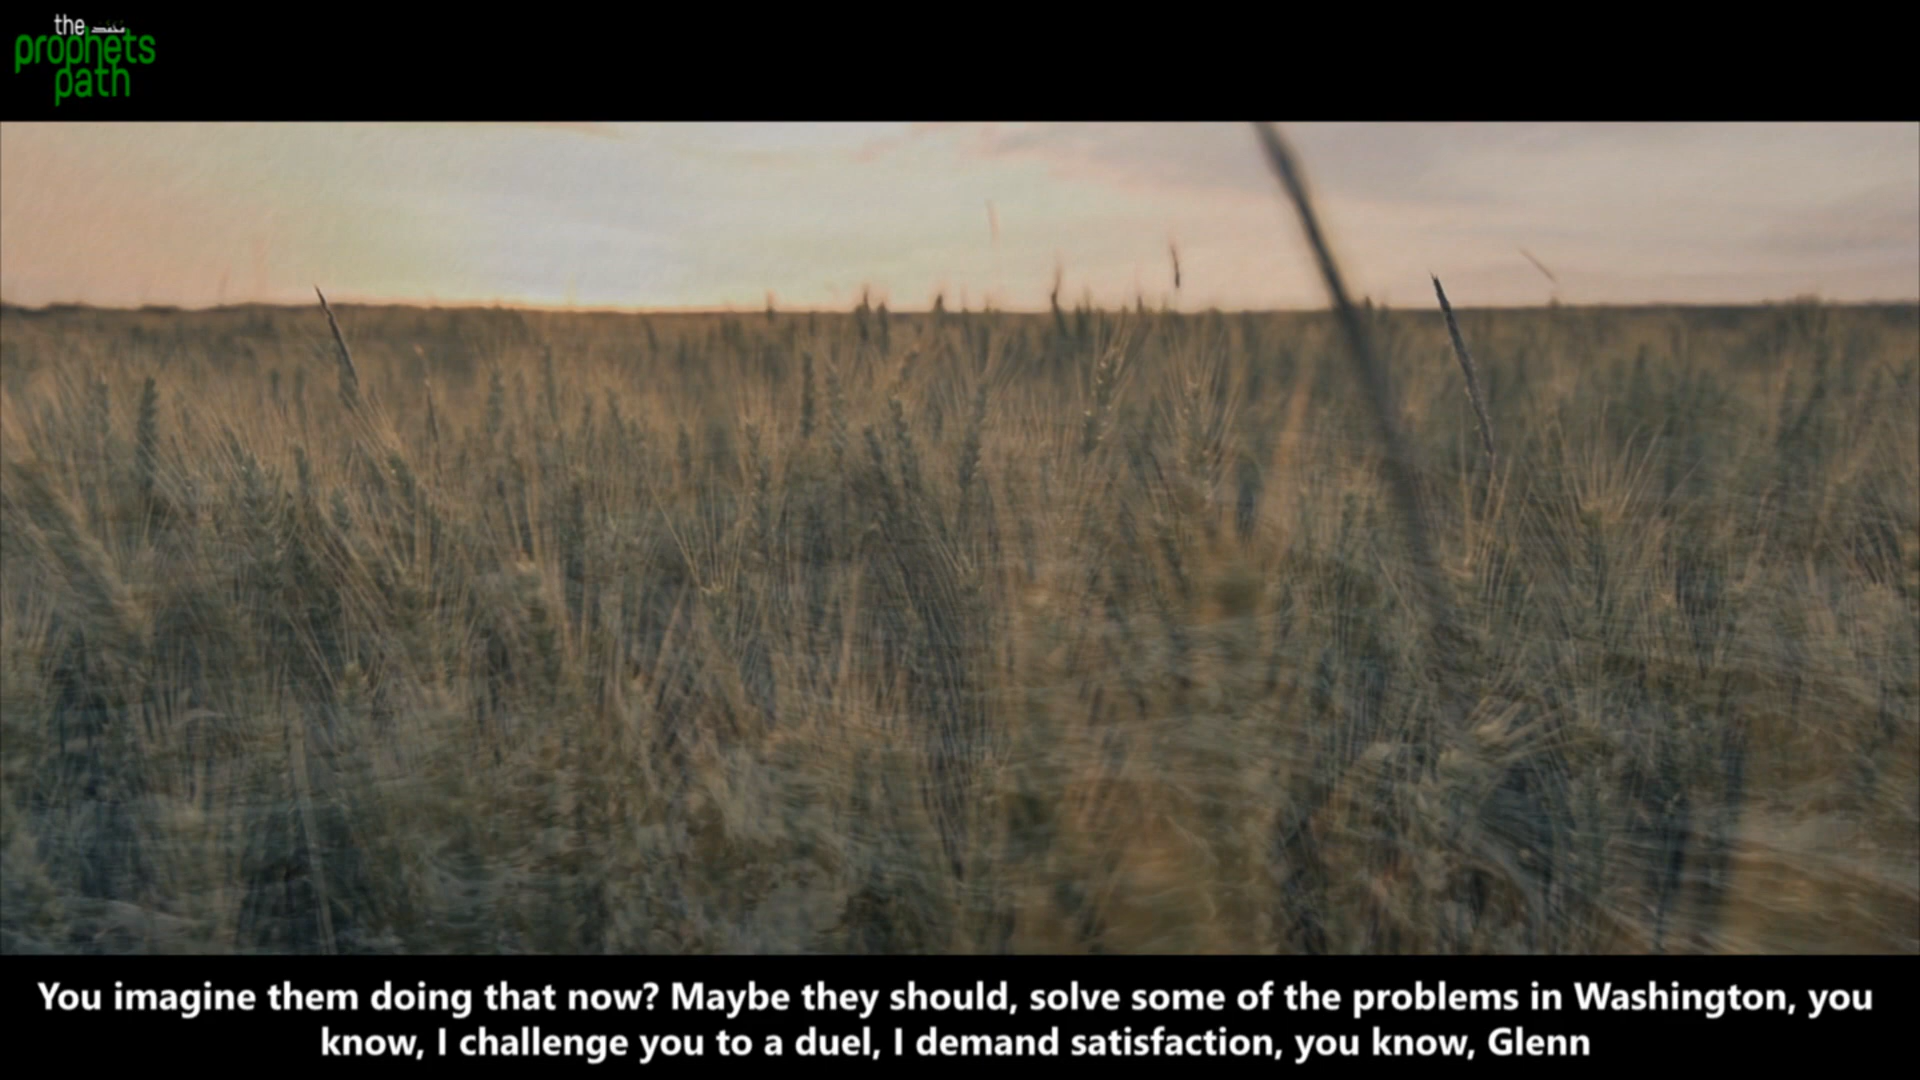 the
prophets
path
You imagine them doing that now? Maybe they should, solve some of the problems in Washington, you
know, I challenge you to a duel, I demand satisfaction, you know, Glenn